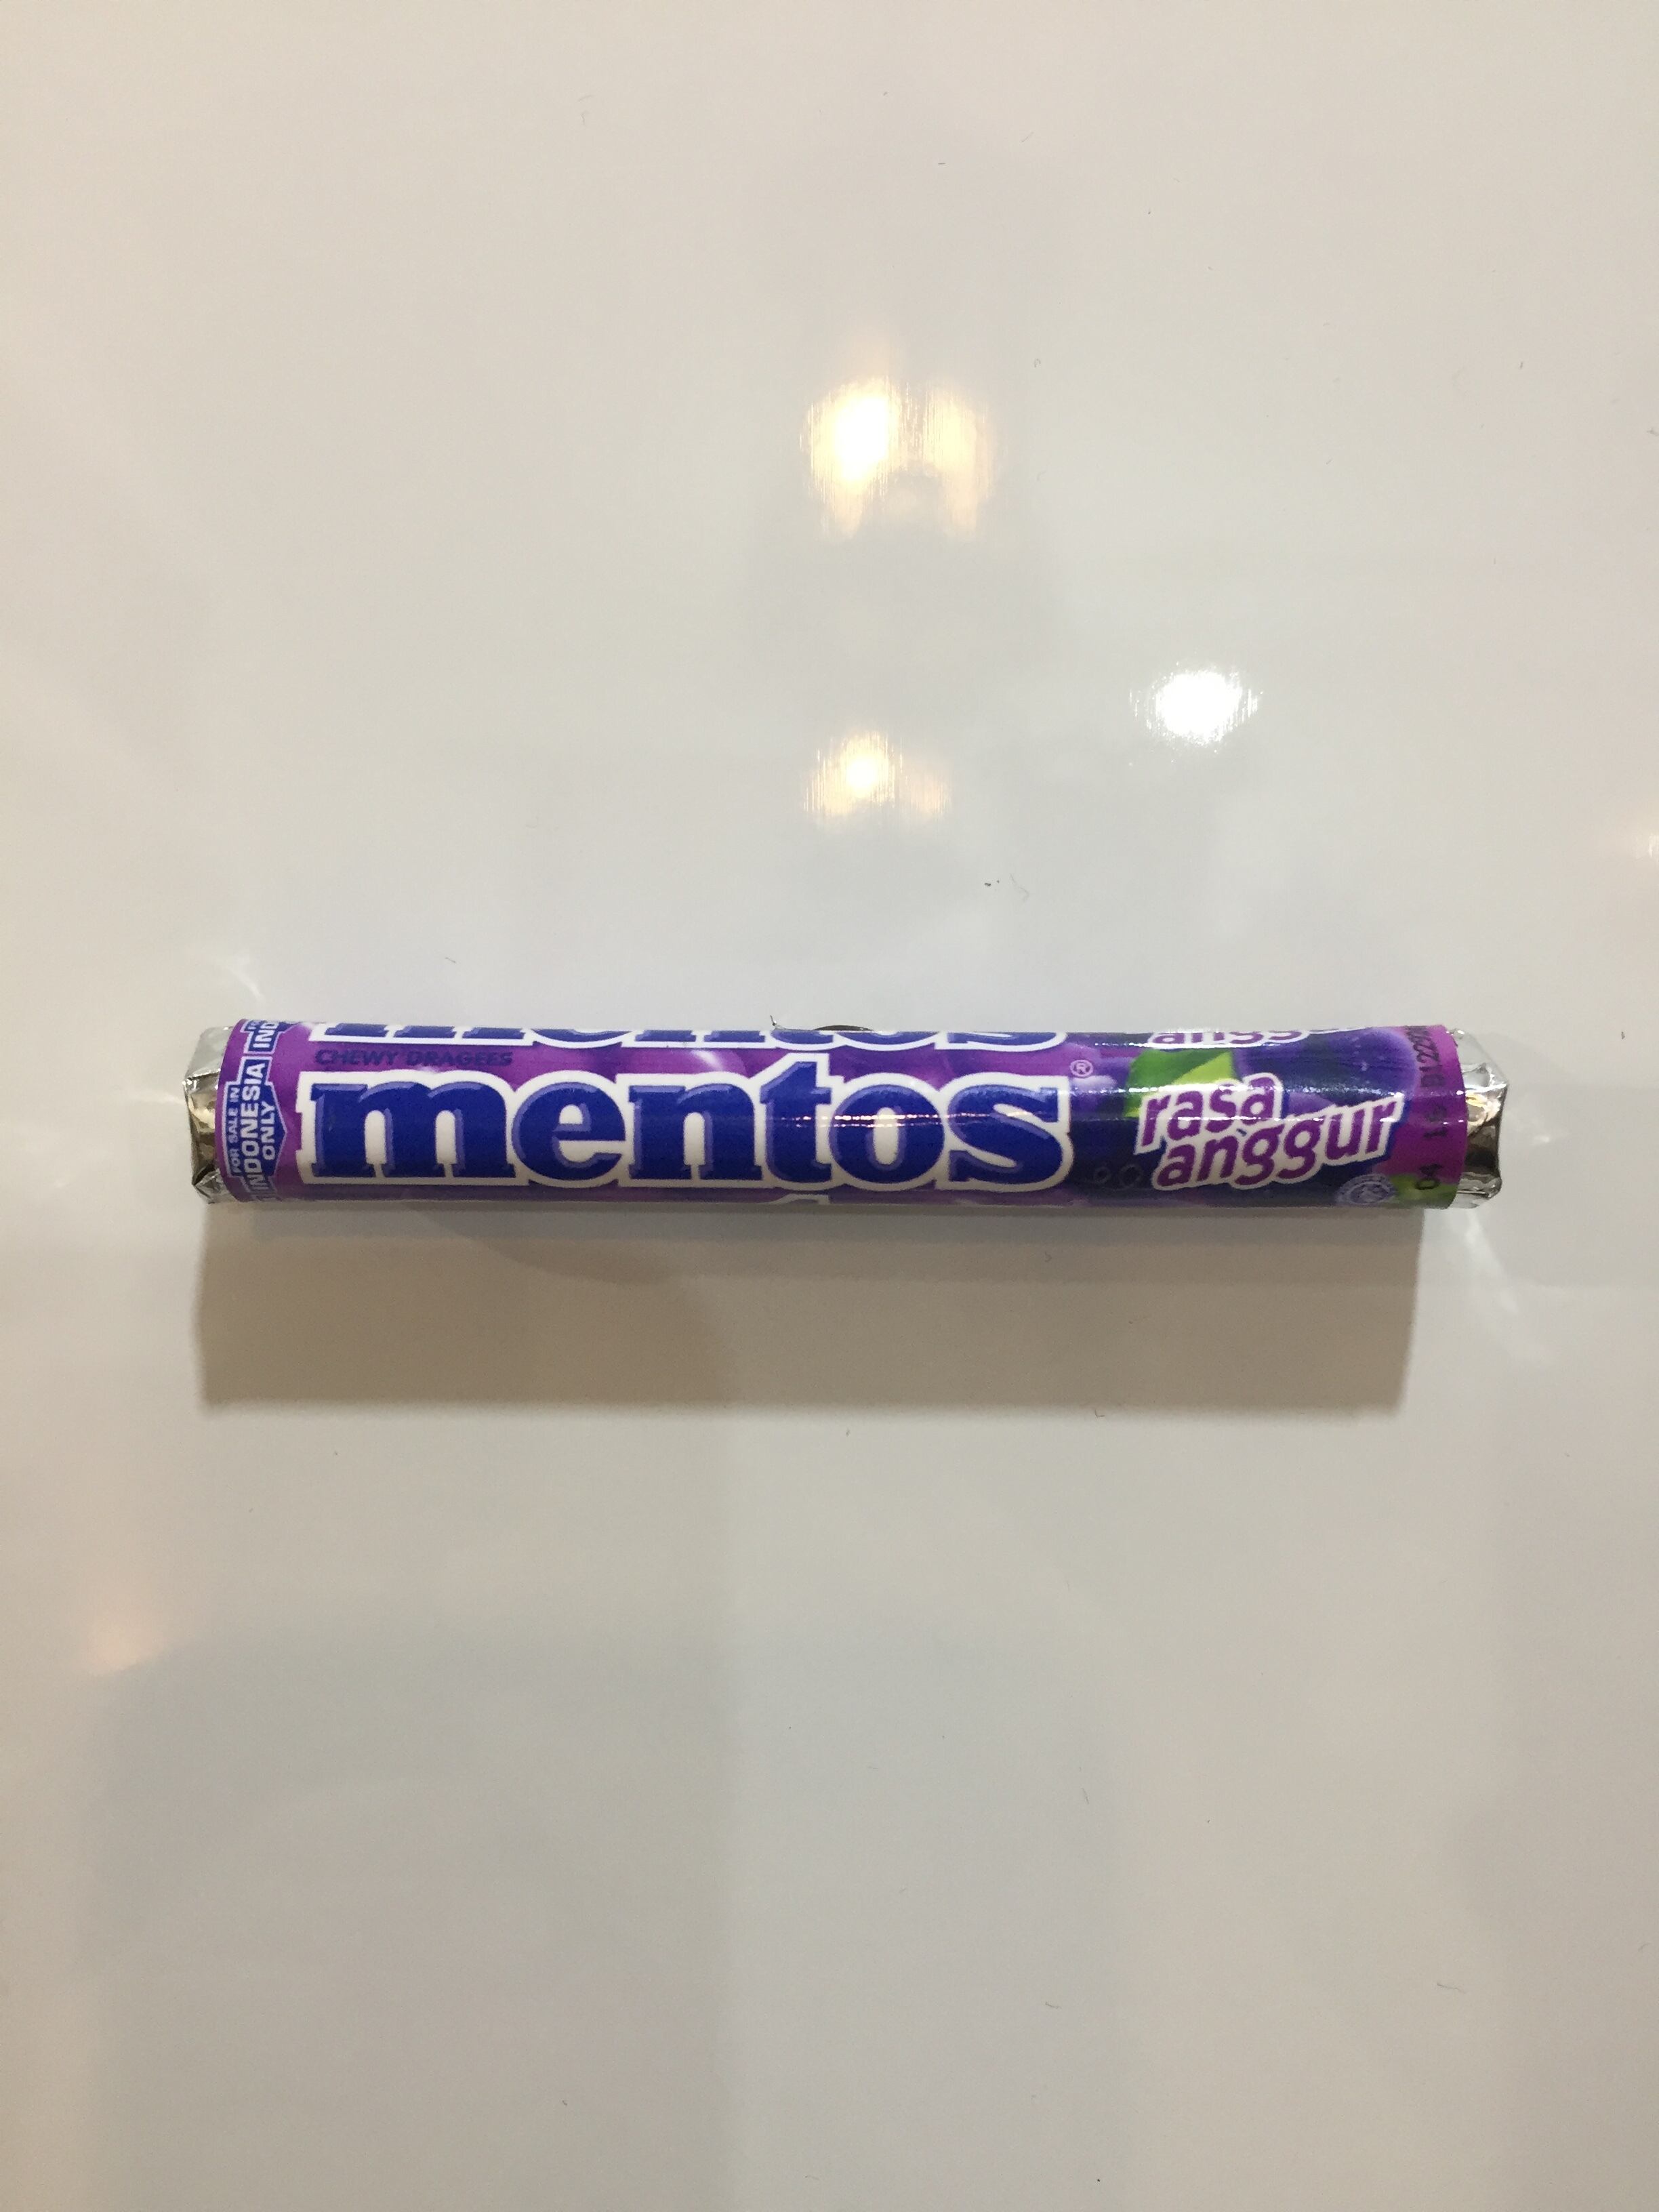 FOR SALE IN
INDONESIA
ONLY
CHEWY DRAGEES
mentos®
rasa
anggur